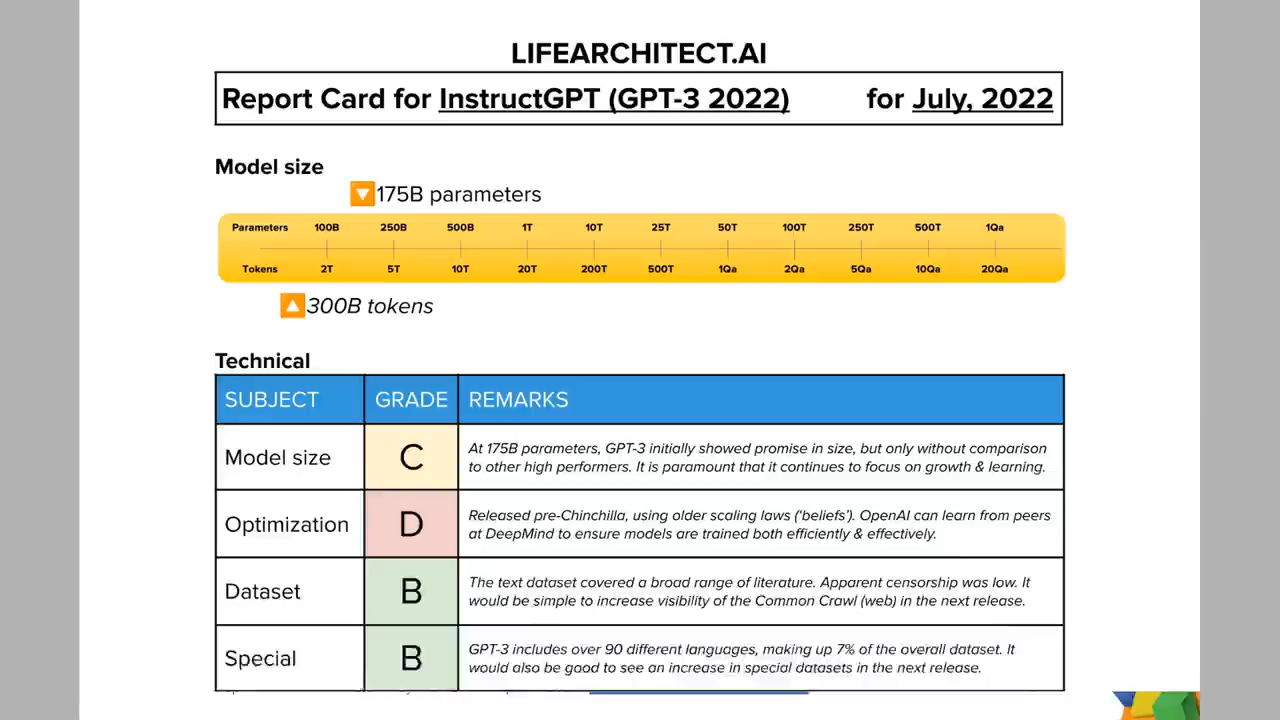 LIFEARCHITECT.AI
Report Card for InstructGPT (GPT-3 2022) for July, 2022
Model size
175B parameters
Parameters 100B 250B 500B 1T 10T 25T 50T 100T 250T 500T 1Qa
Tokens 2T 5T 10T 20T 200T 500T 1Qa 2Qa 5Qa 10Qa 20Qa
300B tokens
Technical
SUBJECT GRADE REMARKS
Model size C At 175B parameters, GPT-3 initially showed promise in size, but only without comparison
to other high performers. It is paramount that it continues to focus on growth & learning.
Optimization D Released pre-Chinchilla, using older scaling laws (‘beliefs’). OpenAI can learn from peers
at DeepMind to ensure models are trained both efficiently & effectively.
Dataset B The text dataset covered a broad range of literature. Apparent censorship was low. It
would be simple to increase visibility of the Common Crawl (web) in the next release.
Special B GPT-3 includes over 90 different languages, making up 7% of the overall dataset. It
would also be good to see an increase in special datasets in the next release.